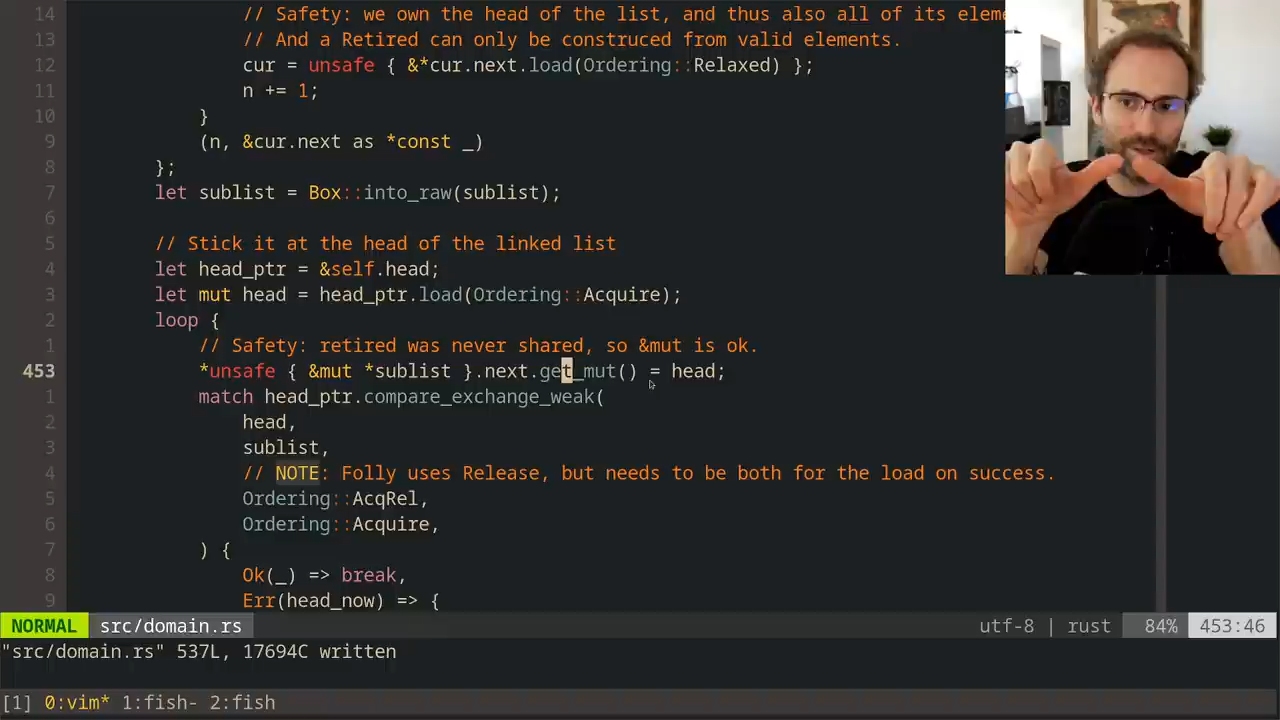 14 // Safety: we own the head of the list, and thus also all of its
13 // And a Retired can only be construced from valid elements.
12 cur = unsafe { &*cur.next.load(Ordering::Relaxed) };
11 n += 1;
10 }
9 (n, &cur.next as *const _)
8 };
7 let sublist = Box::into_raw(sublist);
6
5 // Stick it at the head of the linked list
4 let head_ptr = &self.head;
3 let mut head = head_ptr.load(Ordering::Acquire);
2 loop {
1 // Safety: retired was never shared, so &mut is ok.
453 *unsafe { &mut *sublist }.next.get_mut() = head;
1 match head_ptr.compare_exchange_weak(
2 head,
3 sublist,
4 // NOTE: Folly uses Release, but needs to be both for the load on success.
5 Ordering::AcqRel,
6 Ordering::Acquire,
7 ) {
8 Ok(_) => break,
9 Err(head_now) => {
NORMAL src/domain.rs utf-8 | rust 84% 453:46
"src/domain.rs" 537L, 17694C written
[1] 0:vim* 1:fish- 2:fish